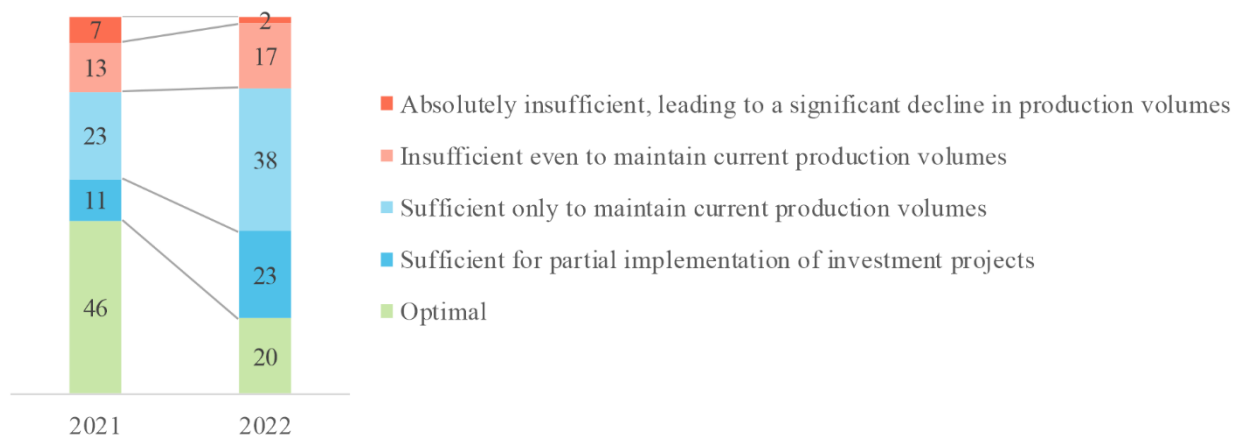 7
13
23
11
46
2021
2
17
38
23
20
2022
Absolutely insufficient, leading to a significant decline in production volumes
Insufficient even to maintain current production volumes
Sufficient only to maintain current production volumes
Sufficient for partial implementation of investment projects
Optimal